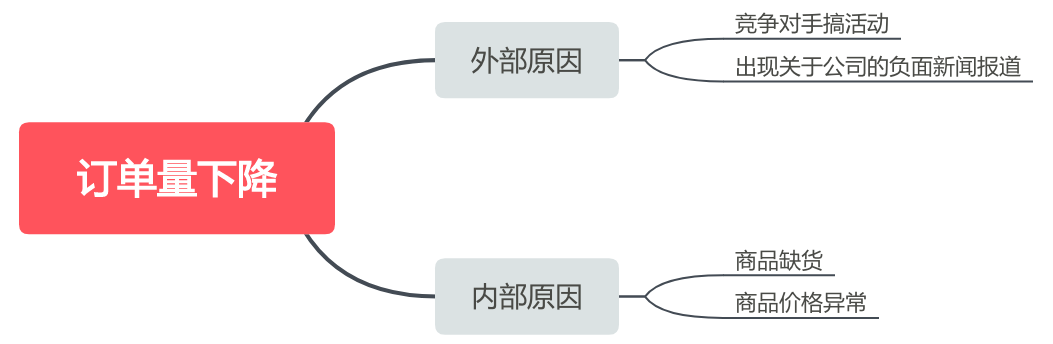 订单量下降
外部原因
竞争对手搞活动
出现关于公司的负面新闻报道
内部原因
商品缺货
商品价格异常